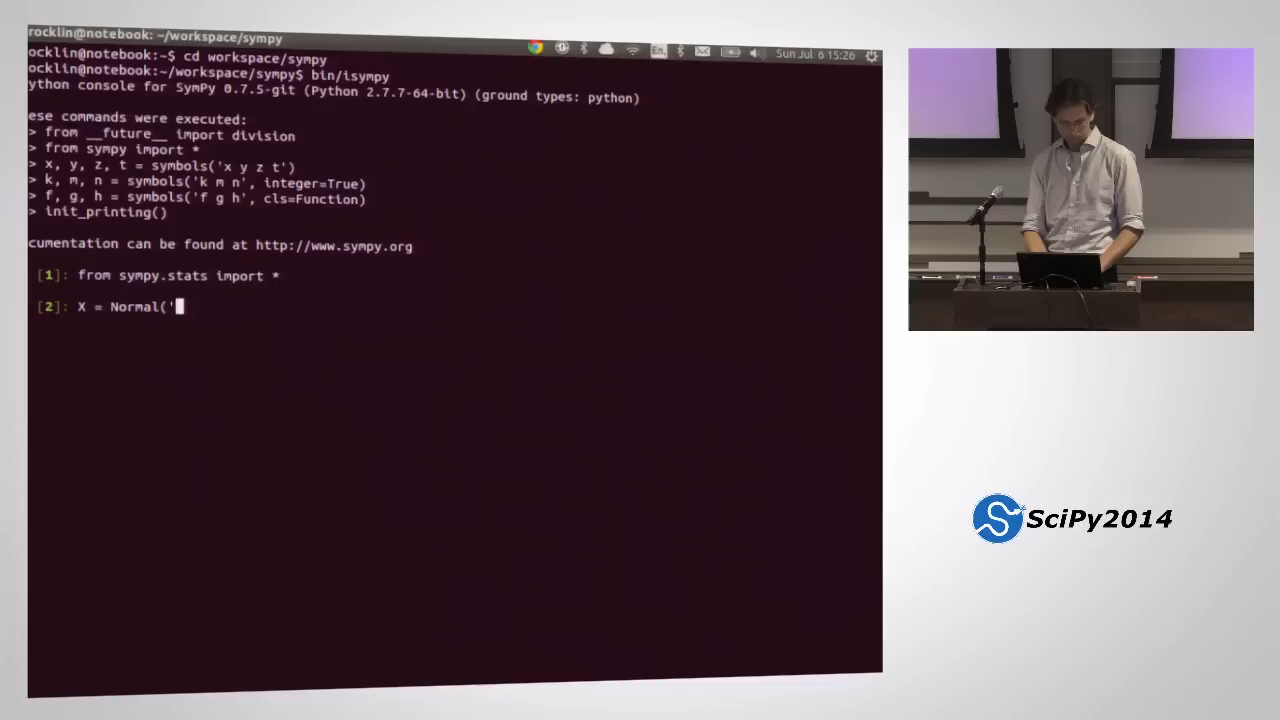 rocklin@notebook: ~/workspace/sympy
En
Sun Jul 6 15:26
ocklin@notebook:~$ cd workspace/sympy
ocklin@notebook:~/workspace/sympy$ bin/isympy
ython console for SymPy 0.7.5-git (Python 2.7.7-64-bit) (ground types: python)
ese commands were executed:
> from __future__ import division
> from sympy import *
> x, y, z, t = symbols('x y z t')
> k, m, n = symbols('k m n', integer=True)
> f, g, h = symbols('f g h', cls=Function)
> init_printing()
cumentation can be found at http://www.sympy.org
[1]: from sympy.stats import *
[2]: X = Normal('
SciPy2014